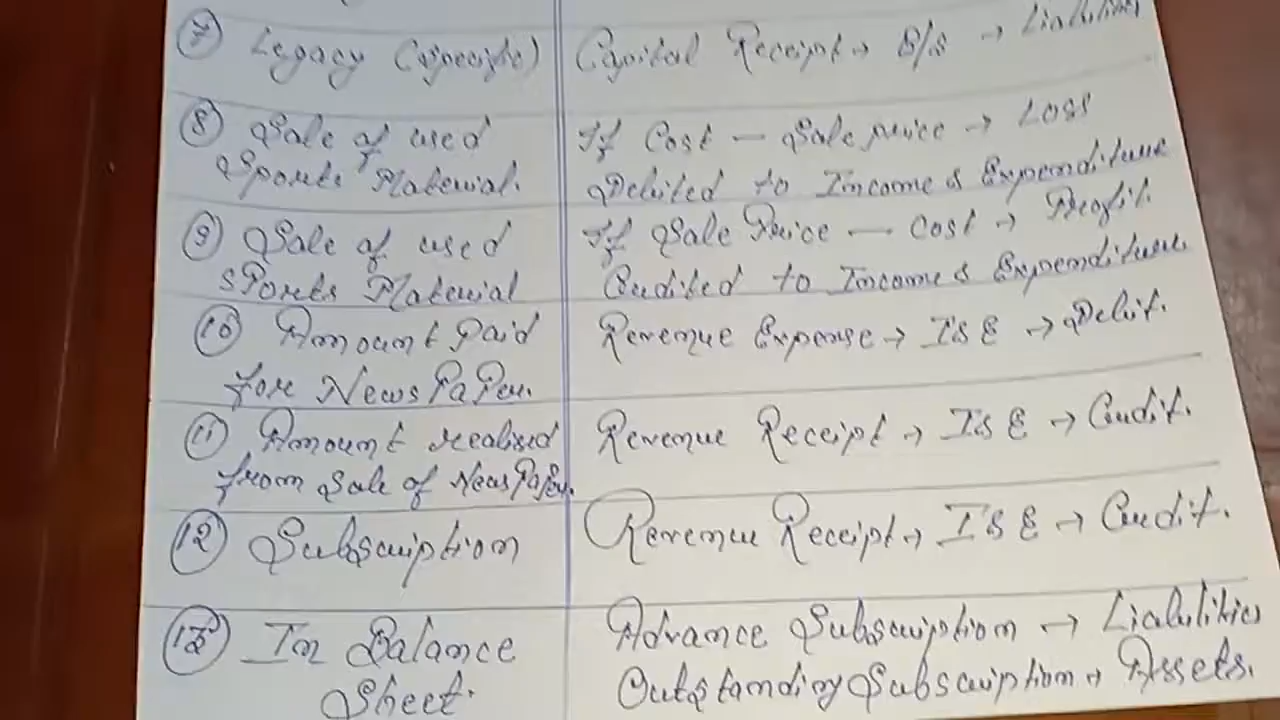 ⑦ Legacy (Specific) Capital Receipt → B/S → Liabilities
⑧ Sale of used If Cost — Sale price → Loss
Sports Material. Debited to Income & Expenditure
⑨ Sale of used If Sale Price — Cost → Profit.
Sports Material Credited to Income & Expenditure
⑩ Amount Paid Revenue Expense → I & E → Debit.
for News Paper.
⑪ Amount realised Revenue Receipt → I & E → Credit.
from Sale of News Paper.
⑫ Subscription Revenue Receipt → I & E → Credit.
⑬ In Balance Advance Subscription → Liabilities
Sheet. Outstanding Subscription → Assets.